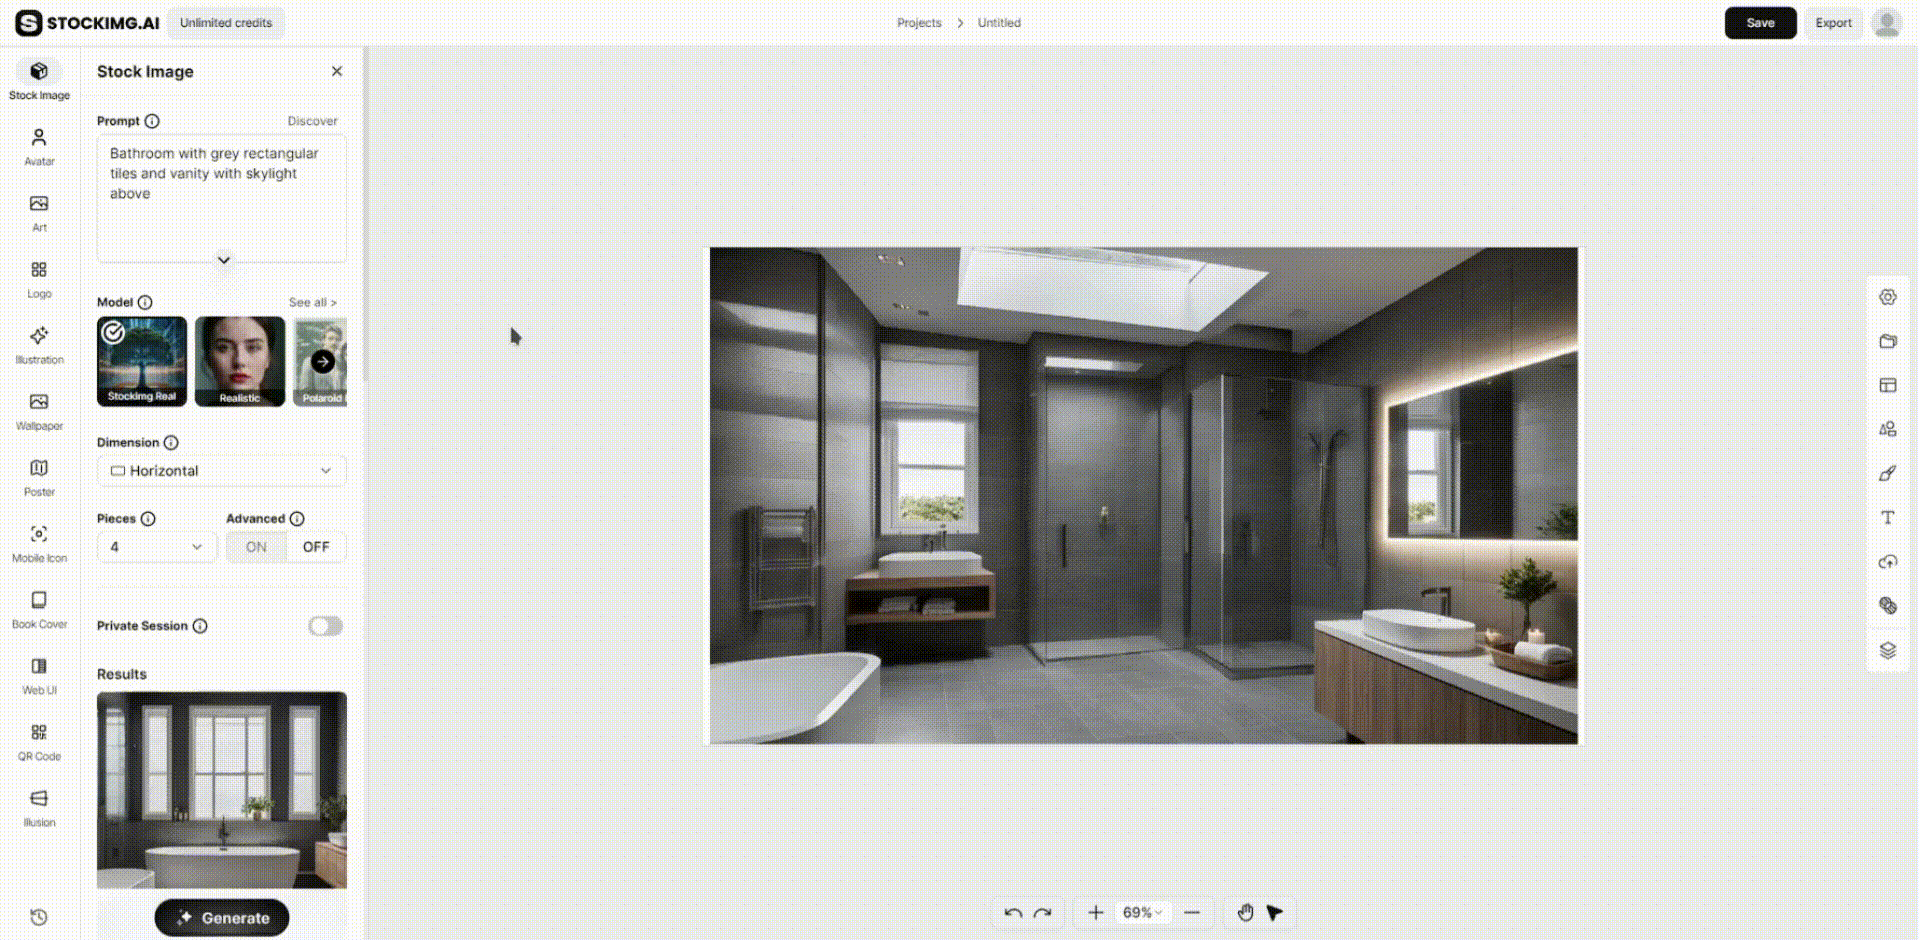 STOCKIMG.AI
Unlimited credits
Projects > Untitled
Save
Export
Stock Image
Avatar
Art
Logo
Illustration
Wallpaper
Poster
Mobile Icon
Book Cover
Web UI
QR Code
Illusion
Stock Image
Prompt
Discover
Bathroom with grey rectangular
tiles and vanity with skylight
above
Model
See all >
Stockimg Real
Realistic
Polaroid
Dimension
Horizontal
Pieces
Advanced
4
ON
OFF
Private Session
Results
Generate
69%